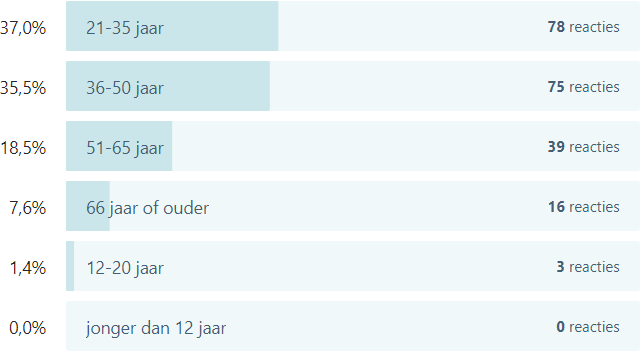 37,0% 21-35 jaar 78 reacties
35,5% 36-50 jaar 75 reacties
18,5% 51-65 jaar 39 reacties
7,6% 66 jaar of ouder 16 reacties
1,4% 12-20 jaar 3 reacties
0,0% jonger dan 12 jaar 0 reacties